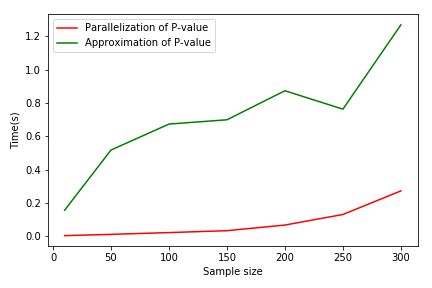 Parallelization of P-value
Approximation of P-value
Time(s)
1.2
1.0
0.8
0.6
0.4
0.2
0.0
0 50 100 150 200 250 300
Sample size